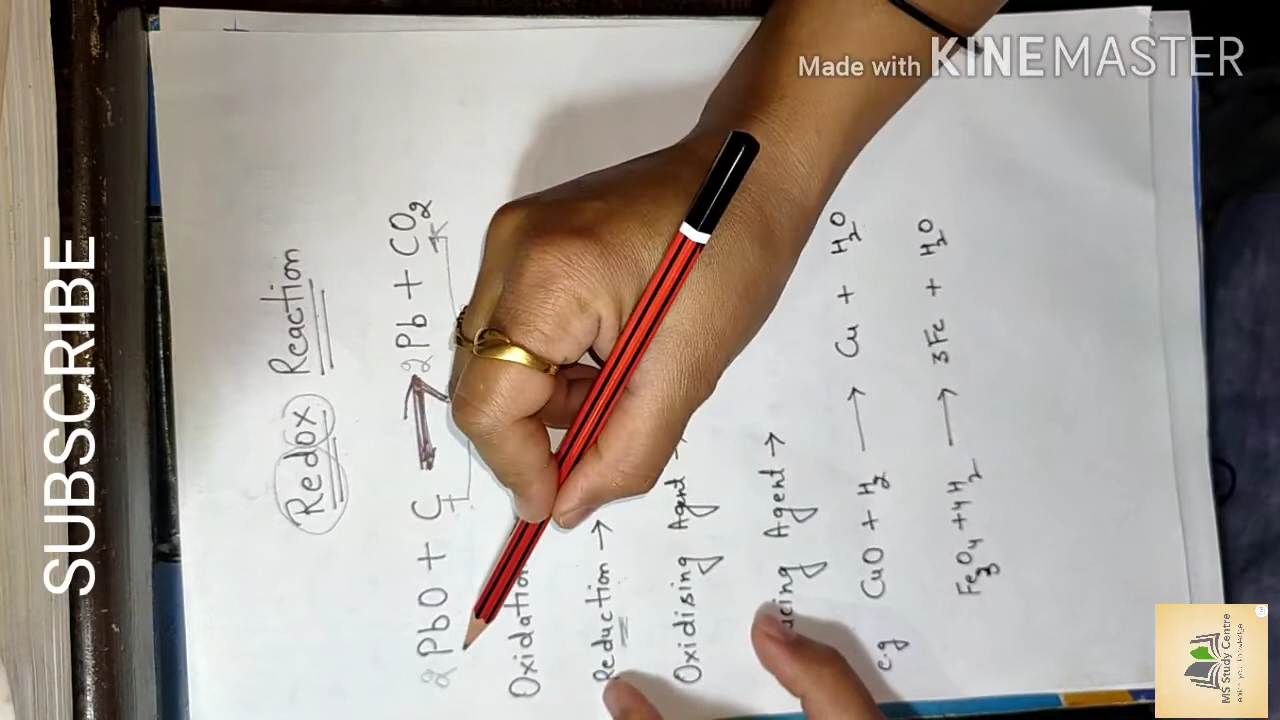 Made with KINEMASTER
SUBSCRIBE
Redox Reaction
2PbO + C → 2Pb + CO2
Reduction →
Oxidising Agent →
Agent →
e.g CuO + H2 → Cu + H2O
Fe3O4 + 4H2 → 3Fe + H2O
MS Study Centre